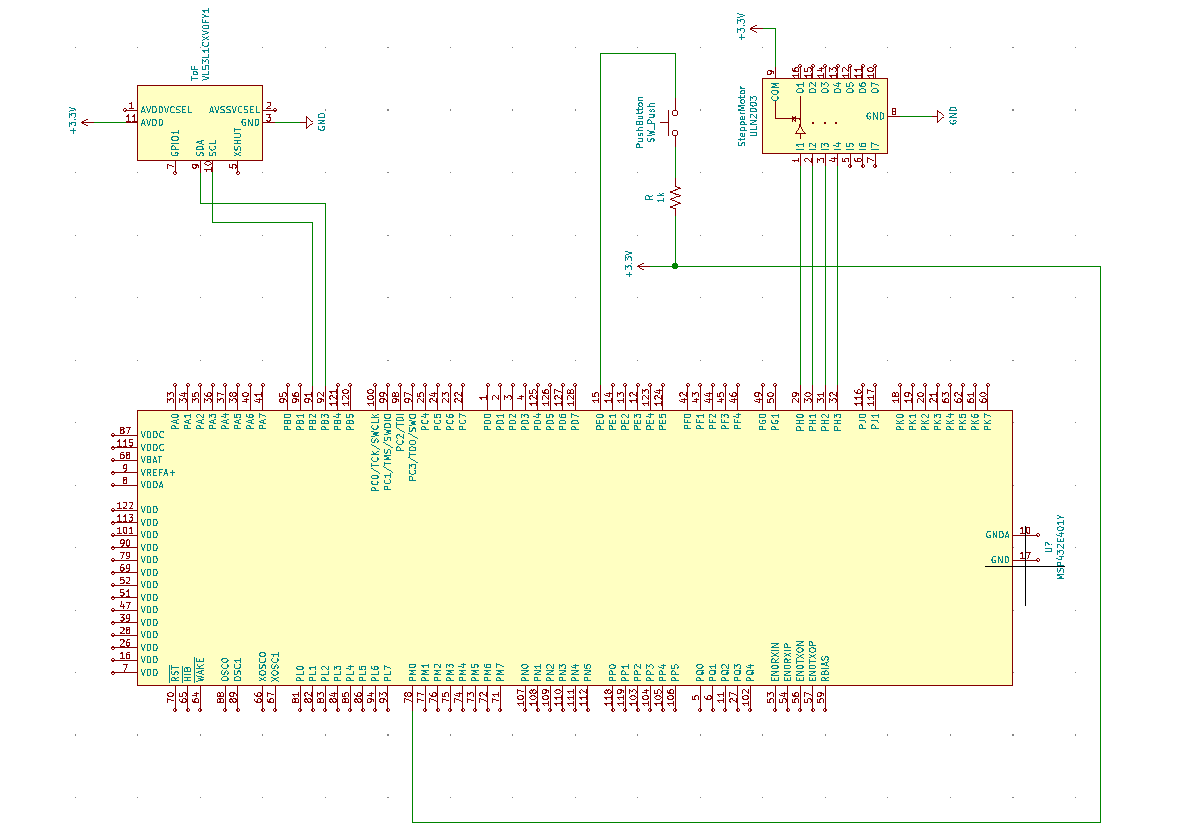 ToF
VL53L1CXV0FY1
+3.3V
1
AVDDVCSEL
AVSSVCSEL
2
11
AVDD
GND
3
GND
GPIO1
SDA
SCL
XSHUT
7
9
10
5
PushButton
SW_Push
R
1k
+3.3V
+3.3V
StepperMotor
ULN2003
9
16
15
14
13
12
11
10
COM
O1
O2
O3
O4
O5
O6
O7
GND
8
GND
I1
I2
I3
I4
I5
I6
I7
1
2
3
4
5
6
7
33
34
35
36
37
38
40
41
95
96
91
92
121
120
100
99
98
97
25
24
23
22
1
2
3
4
125
126
127
128
15
14
13
12
123
124
42
43
44
45
46
49
50
29
30
31
32
116
117
18
19
20
21
63
62
61
60
PA0
PA1
PA2
PA3
PA4
PA5
PA6
PA7
PB0
PB1
PB2
PB3
PB4
PB5
PC0/TCK/SWCLK
PC1/TMS/SWDIO
PC2/TDI
PC3/TDO/SWO
PC4
PC5
PC6
PC7
PD0
PD1
PD2
PD3
PD4
PD5
PD6
PD7
PE0
PE1
PE2
PE3
PE4
PE5
PF0
PF1
PF2
PF3
PF4
PG0
PG1
PH0
PH1
PH2
PH3
PJ0
PJ1
PK0
PK1
PK2
PK3
PK4
PK5
PK6
PK7
87 VDDC
115 VDDC
68 VBAT
9 VREFA+
8 VDDA
122 VDD
113 VDD
101 VDD
90 VDD
79 VDD
69 VDD
52 VDD
51 VDD
47 VDD
39 VDD
28 VDD
26 VDD
16 VDD
7 VDD
GNDA 10
GND 17
U?
MSP432E401Y
RST
HIB
WAKE
OSC0
OSC1
XOSC0
XOSC1
PL0
PL1
PL2
PL3
PL4
PL5
PL6
PL7
PM0
PM1
PM2
PM3
PM4
PM5
PM6
PM7
PN0
PN1
PN2
PN3
PN4
PN5
PP0
PP1
PP2
PP3
PP4
PP5
PQ0
PQ1
PQ2
PQ3
PQ4
EN0RXIN
EN0RXIP
EN0TXON
EN0TXOP
RBIAS
70
65
64
88
89
66
67
81
82
83
84
85
86
94
93
78
77
76
75
74
73
72
71
107
108
109
110
111
112
118
119
103
104
105
106
5
6
11
27
102
53
54
56
57
59